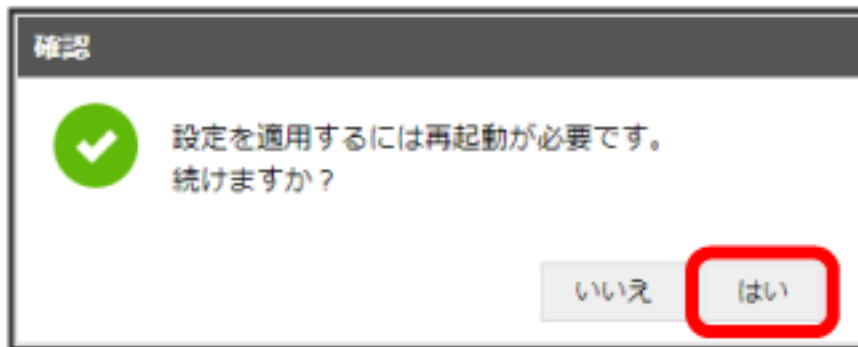 確認
設定を適用するには再起動が必要です。
続けますか？
いいえ
はい